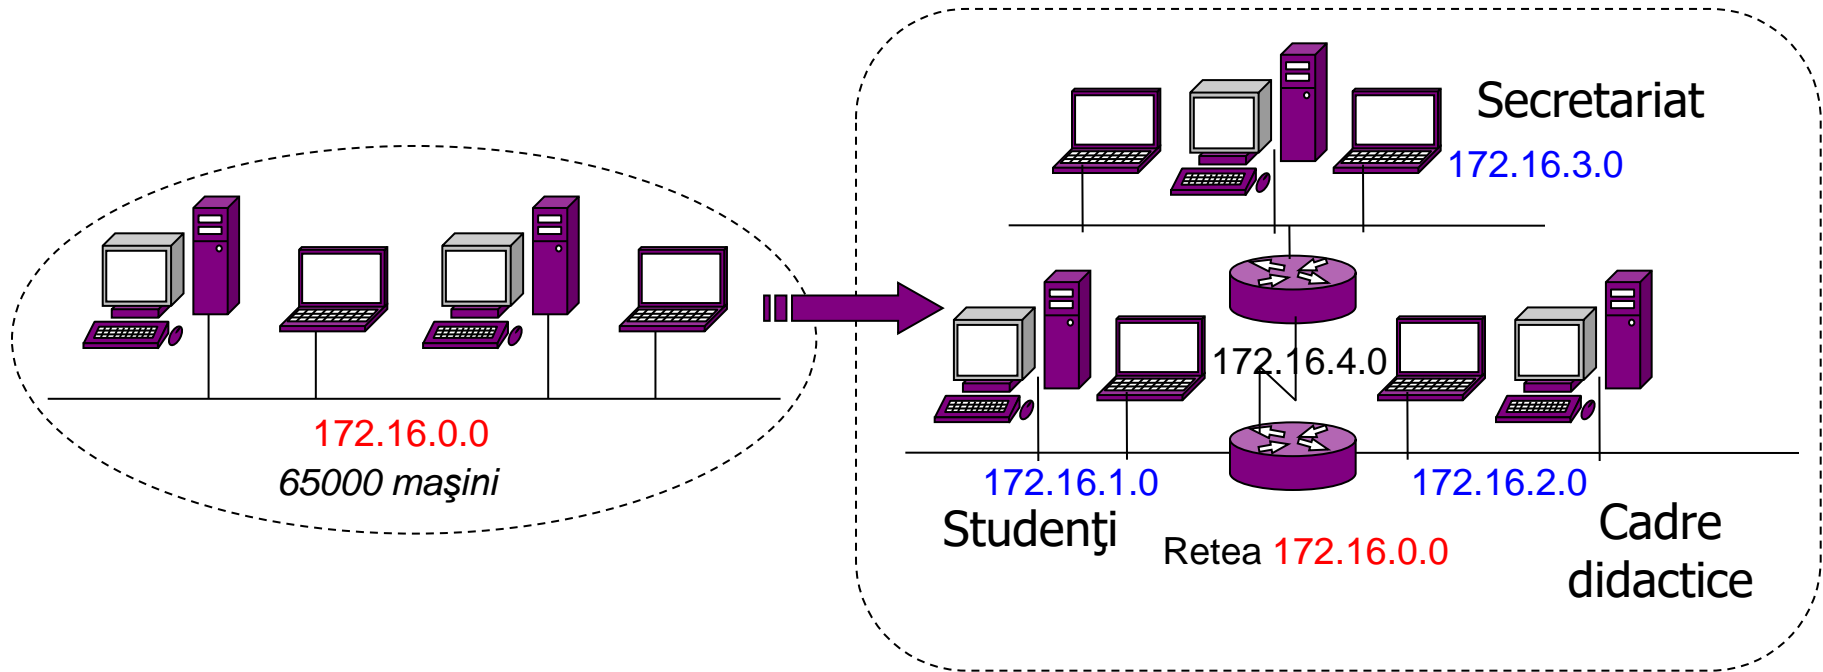 172.16.0.0
65000 maşini
Secretariat
172.16.3.0
172.16.4.0
172.16.1.0
Studenţi
172.16.2.0
Cadre
didactice
Retea 172.16.0.0